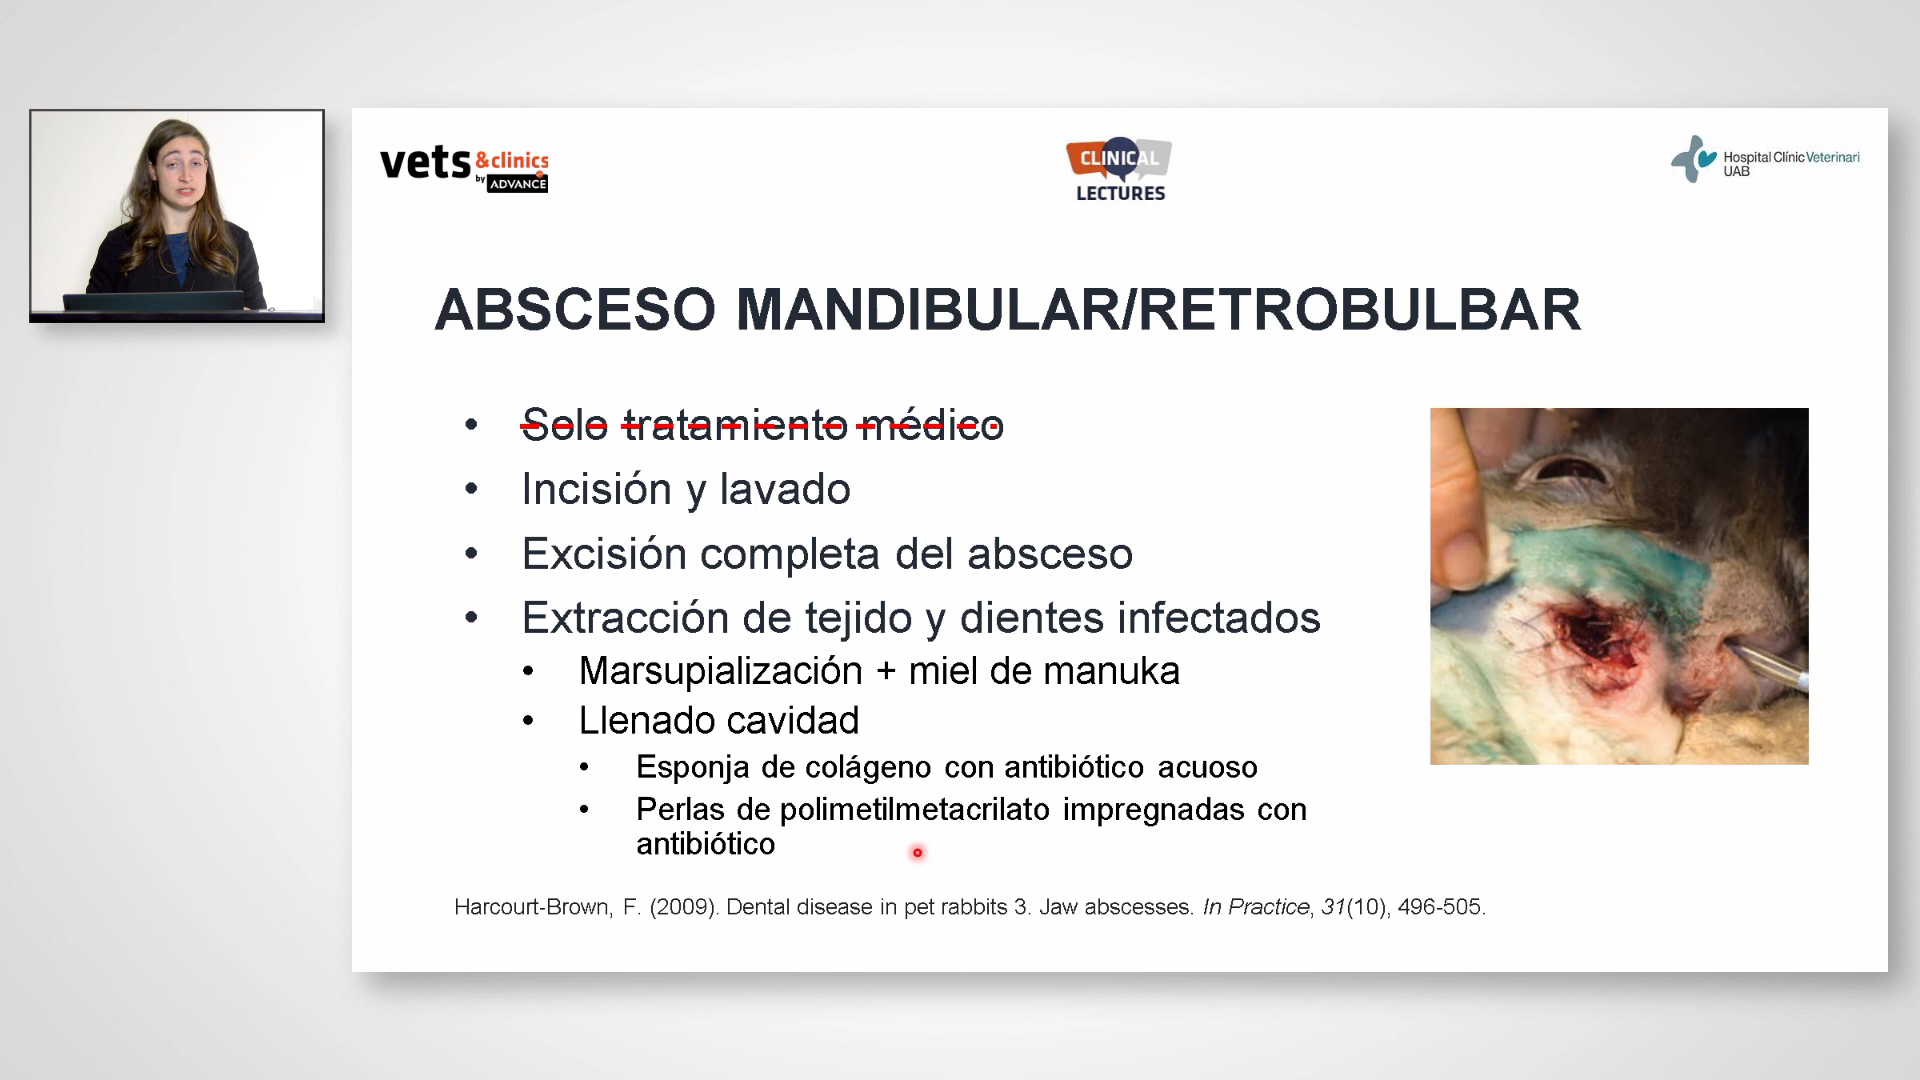 vets &clinics
by ADVANCE
CLINICAL
LECTURES
Hospital Clínic Veterinari
UAB
ABSCESO MANDIBULAR/RETROBULBAR
• Solo tratamiento médico
• Incisión y lavado
• Excisión completa del absceso
• Extracción de tejido y dientes infectados
• Marsupialización + miel de manuka
• Llenado cavidad
• Esponja de colágeno con antibiótico acuoso
• Perlas de polimetilmetacrilato impregnadas con
antibiótico
Harcourt-Brown, F. (2009). Dental disease in pet rabbits 3. Jaw abscesses. In Practice, 31(10), 496-505.